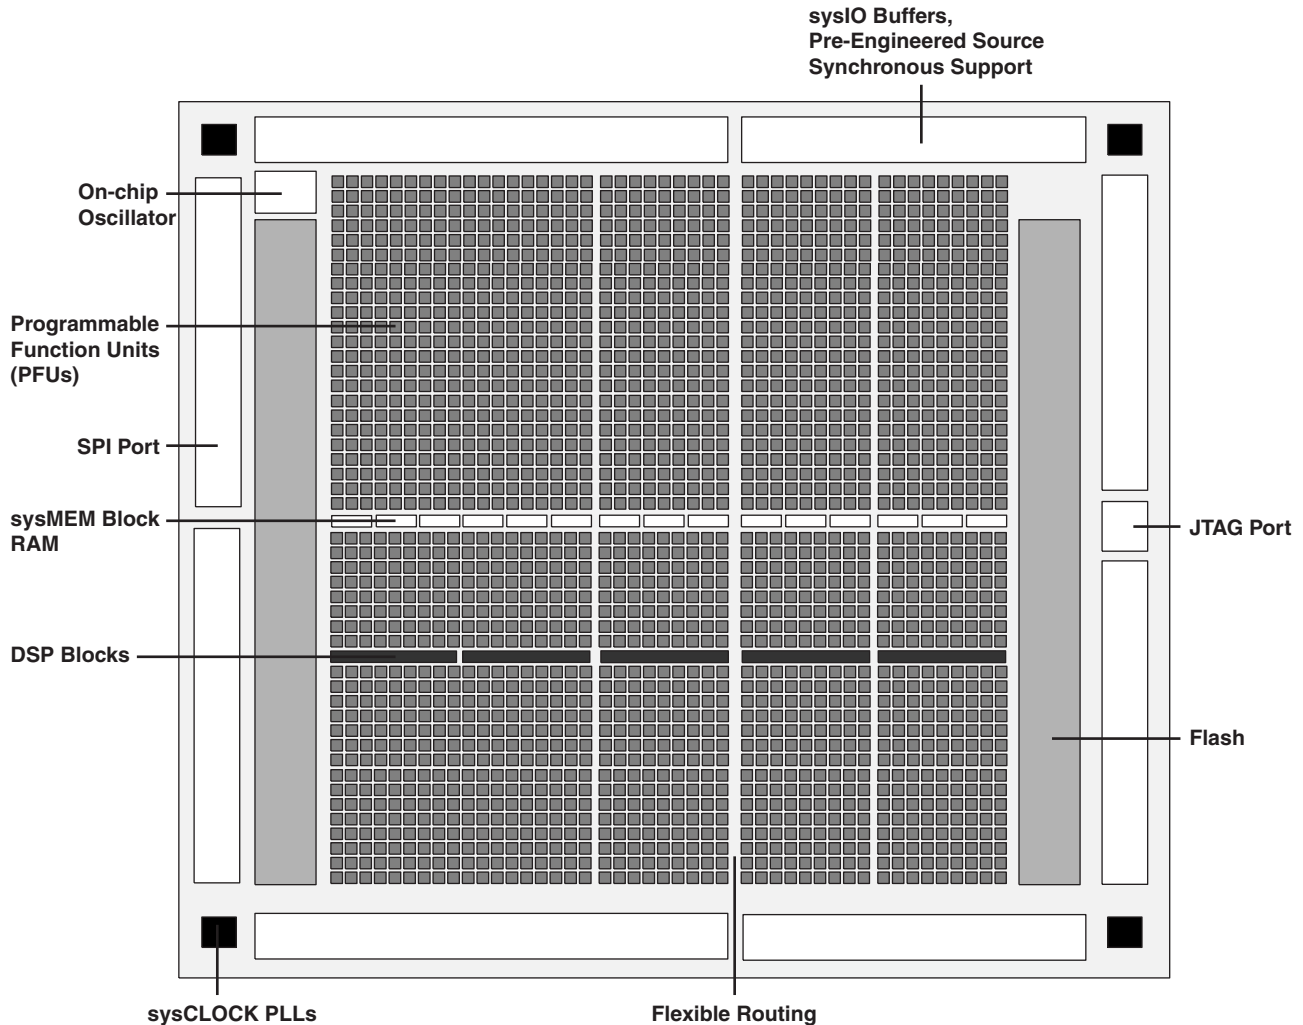 sysIO Buffers,
Pre-Engineered Source
Synchronous Support
On-chip
Oscillator
Programmable
Function Units
(PFUs)
SPI Port
sysMEM Block
RAM
JTAG Port
DSP Blocks
Flash
sysCLOCK PLLs
Flexible Routing